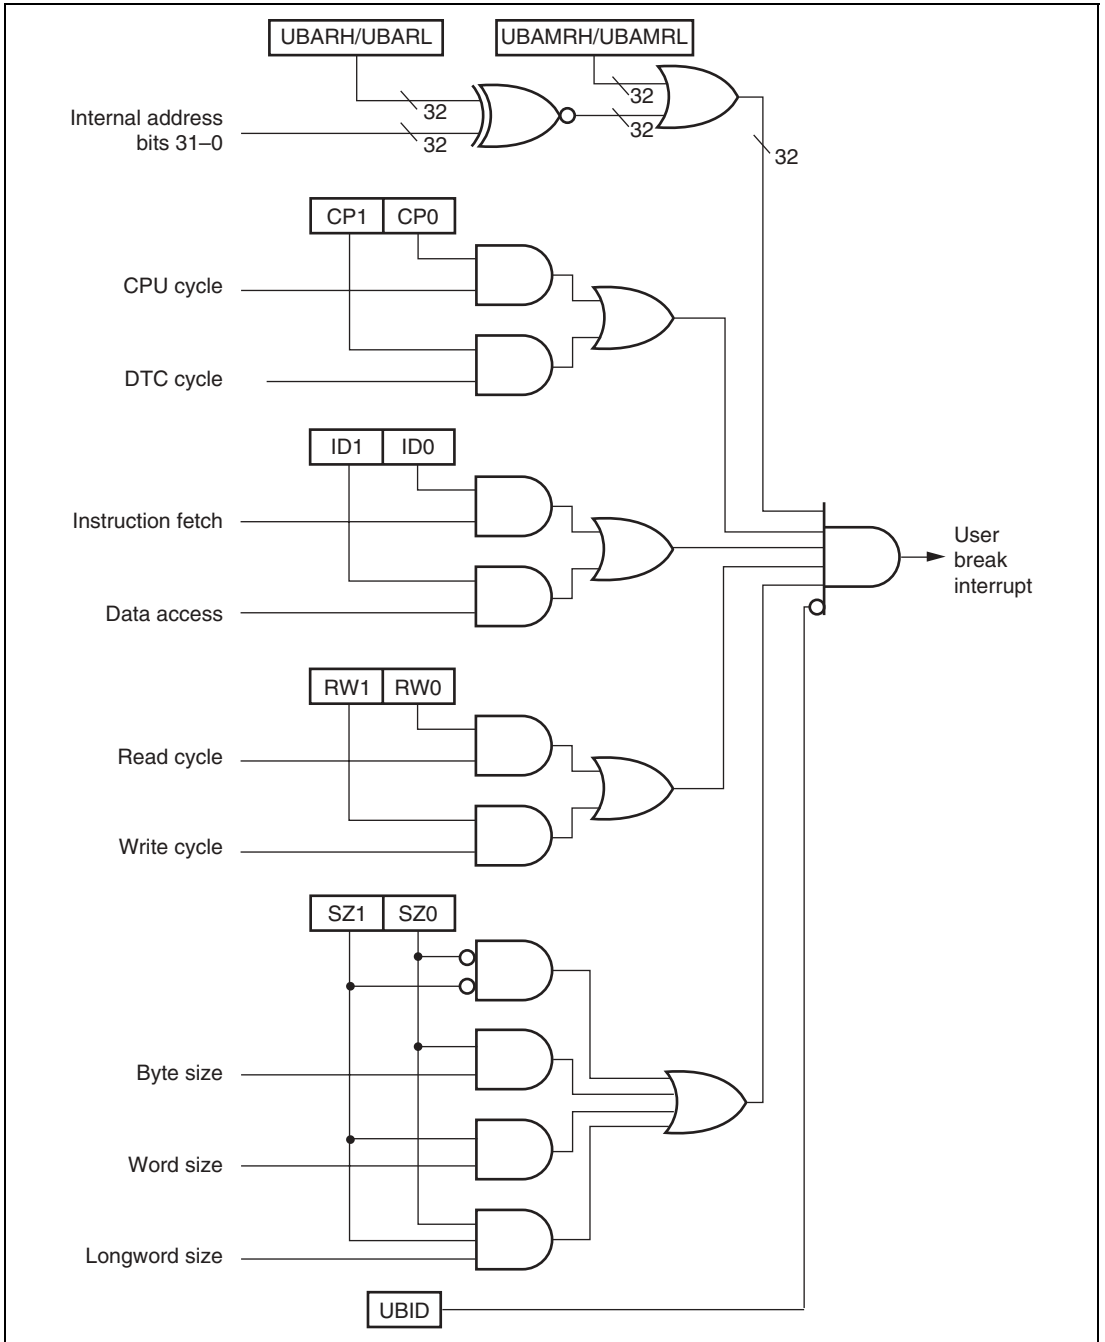 UBARH/UBARL
UBAMRH/UBAMRL
32
32
32
32
32
Internal address
bits 31–0
CP1 CP0
CPU cycle
DTC cycle
ID1 ID0
Instruction fetch
Data access
User
break
interrupt
RW1 RW0
Read cycle
Write cycle
SZ1 SZ0
Byte size
Word size
Longword size
UBID